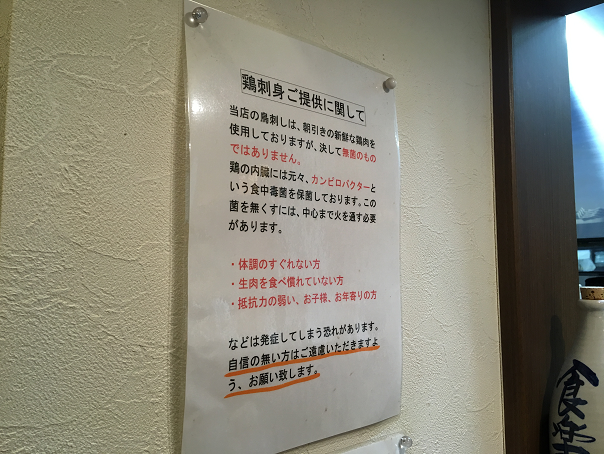 鶏刺身ご提供に関して
当店の鳥刺しは、朝引きの新鮮な鶏肉を
使用しておりますが、決して無菌のもの
ではありません。
鶏の内臓には元々、カンピロバクターと
いう食中毒菌を保菌しております。この
菌を無くすには、中心まで火を通す必要
があります。
・体調のすぐれない方
・生肉を食べ慣れていない方
・抵抗力の弱い、お子様、お年寄りの方
などは発症してしまう恐れがあります。
自信の無い方はご遠慮いただきますよ
う、お願い致します。
食